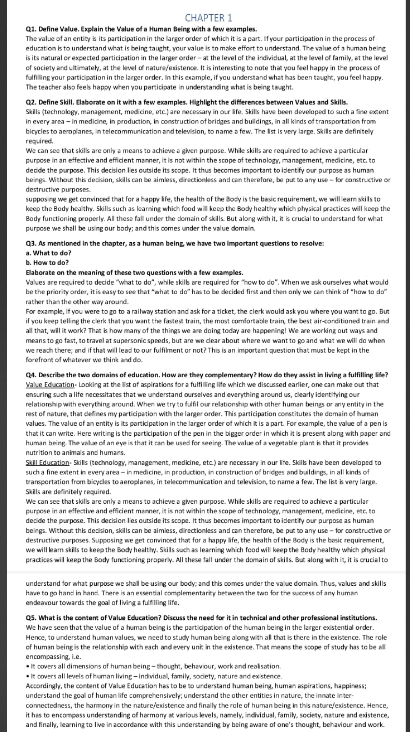 CHAPTER 1
Q1. Define Value. Explain the Value of a Human Being with a few examples.
The value of an entity is its participation in the larger order of which it is a part. If your participation in the process of
education is to understand what is being taught, your value is to make effort to understand. The value of a human being
is its natural or expected participation in the larger order – at the level of the individual, at the level of family, at the level
of society and ultimately, at the level of nature/existence. It is interesting to note that you feel happy in the process of
fulfilling your participation in the larger order. In this example, if you understand what has been taught, you feel happy.
The teacher also feels happy when you participate in understanding what is being taught.
Q2. Define Skill. Elaborate on it with a few examples. Highlight the differences between Values and Skills.
Skills (technology, management, medicine, etc.) are necessary in our life. Skills have been developed to such a fine extent
in every area – in medicine, in production, in construction of bridges and buildings, in all kinds of transportation from
bicycles to aeroplanes, in telecommunication and television, to name a few. The list is very large. Skills are definitely
required.
We can see that skills are only a means to achieve a given purpose. While skills are required to achieve a particular
purpose in an effective and efficient manner, it is not within the scope of technology, management, medicine, etc. to
decide the purpose. This decision lies outside its scope. It thus becomes important to identify our purpose as human
beings. Without this decision, skills can be aimless, directionless and can therefore, be put to any use – for constructive or
destructive purposes.
supposing we get convinced that for a happy life, the health of the Body is the basic requirement, we will learn skills to
keep the Body healthy. Skills such as learning which food will keep the Body healthy which physical practices will keep the
Body functioning properly. All these fall under the domain of skills. But along with it, it is crucial to understand for what
purpose we shall be using our body; and this comes under the value domain.
Q3. As mentioned in the chapter, as a human being, we have two important questions to resolve:
a. What to do?
b. How to do?
Elaborate on the meaning of these two questions with a few examples.
Values are required to decide "what to do", while skills are required for "how to do". When we ask ourselves what would
be the priority order, it is easy to see that "what to do" has to be decided first and then only we can think of "how to do"
rather than the other way around.
For example, if you were to go to a railway station and ask for a ticket, the clerk would ask you where you want to go. But
if you keep telling the clerk that you want the fastest train, the most comfortable train, the best air-conditioned train and
all that, will it work? That is how many of the things we are doing today are happening! We are working out ways and
means to go fast, to travel at supersonic speeds, but are we clear about where we want to go and what we will do when
we reach there; and if that will lead to our fulfilment or not? This is an important question that must be kept in the
forefront of whatever we think and do.
Q4. Describe the two domains of education. How are they complementary? How do they assist in living a fulfilling life?
Value Education- Looking at the list of aspirations for a fulfilling life which we discussed earlier, one can make out that
ensuring such a life necessitates that we understand ourselves and everything around us, clearly identifying our
relationship with everything around. When we try to fulfil our relationship with other human beings or any entity in the
rest of nature, that defines my participation with the larger order. This participation constitutes the domain of human
values. The value of an entity is its participation in the larger order of which it is a part. For example, the value of a pen is
that it can write. Here writing is the participation of the pen in the bigger order in which it is present along with paper and
human being. The value of an eye is that it can be used for seeing. The value of a vegetable plant is that it provides
nutrition to animals and humans.
Skill Education- Skills (technology, management, medicine, etc.) are necessary in our life. Skills have been developed to
such a fine extent in every area – in medicine, in production, in construction of bridges and buildings, in all kinds of
transportation from bicycles to aeroplanes, in telecommunication and television, to name a few. The list is very large.
Skills are definitely required.
We can see that skills are only a means to achieve a given purpose. While skills are required to achieve a particular
purpose in an effective and efficient manner, it is not within the scope of technology, management, medicine, etc. to
decide the purpose. This decision lies outside its scope. It thus becomes important to identify our purpose as human
beings. Without this decision, skills can be aimless, directionless and can therefore, be put to any use – for constructive or
destructive purposes. Supposing we get convinced that for a happy life, the health of the Body is the basic requirement,
we will learn skills to keep the Body healthy. Skills such as learning which food will keep the Body healthy which physical
practices will keep the Body functioning properly. All these fall under the domain of skills. But along with it, it is crucial to
understand for what purpose we shall be using our body; and this comes under the value domain. Thus, values and skills
have to go hand in hand. There is an essential complementarity between the two for the success of any human
endeavour towards the goal of living a fulfilling life.
Q5. What is the content of Value Education? Discuss the need for it in technical and other professional institutions.
We have seen that the value of a human being is the participation of the human being in the larger existential order.
Hence, to understand human values, we need to study human being along with all that is there in the existence. The role
of human being is the relationship with each and every unit in the existence. That means the scope of study has to be all
encompassing, i.e.
• It covers all dimensions of human being – thought, behaviour, work and realisation.
• It covers all levels of human living – individual, family, society, nature and existence.
Accordingly, the content of Value Education has to be to understand human being, human aspirations, happiness;
understand the goal of human life comprehensively; understand the other entities in nature, the innate inter-
connectedness, the harmony in the nature/existence and finally the role of human being in this nature/existence. Hence,
it has to encompass understanding of harmony at various levels, namely, individual, family, society, nature and existence,
and finally, learning to live in accordance with this understanding by being aware of one's thought, behaviour and work.